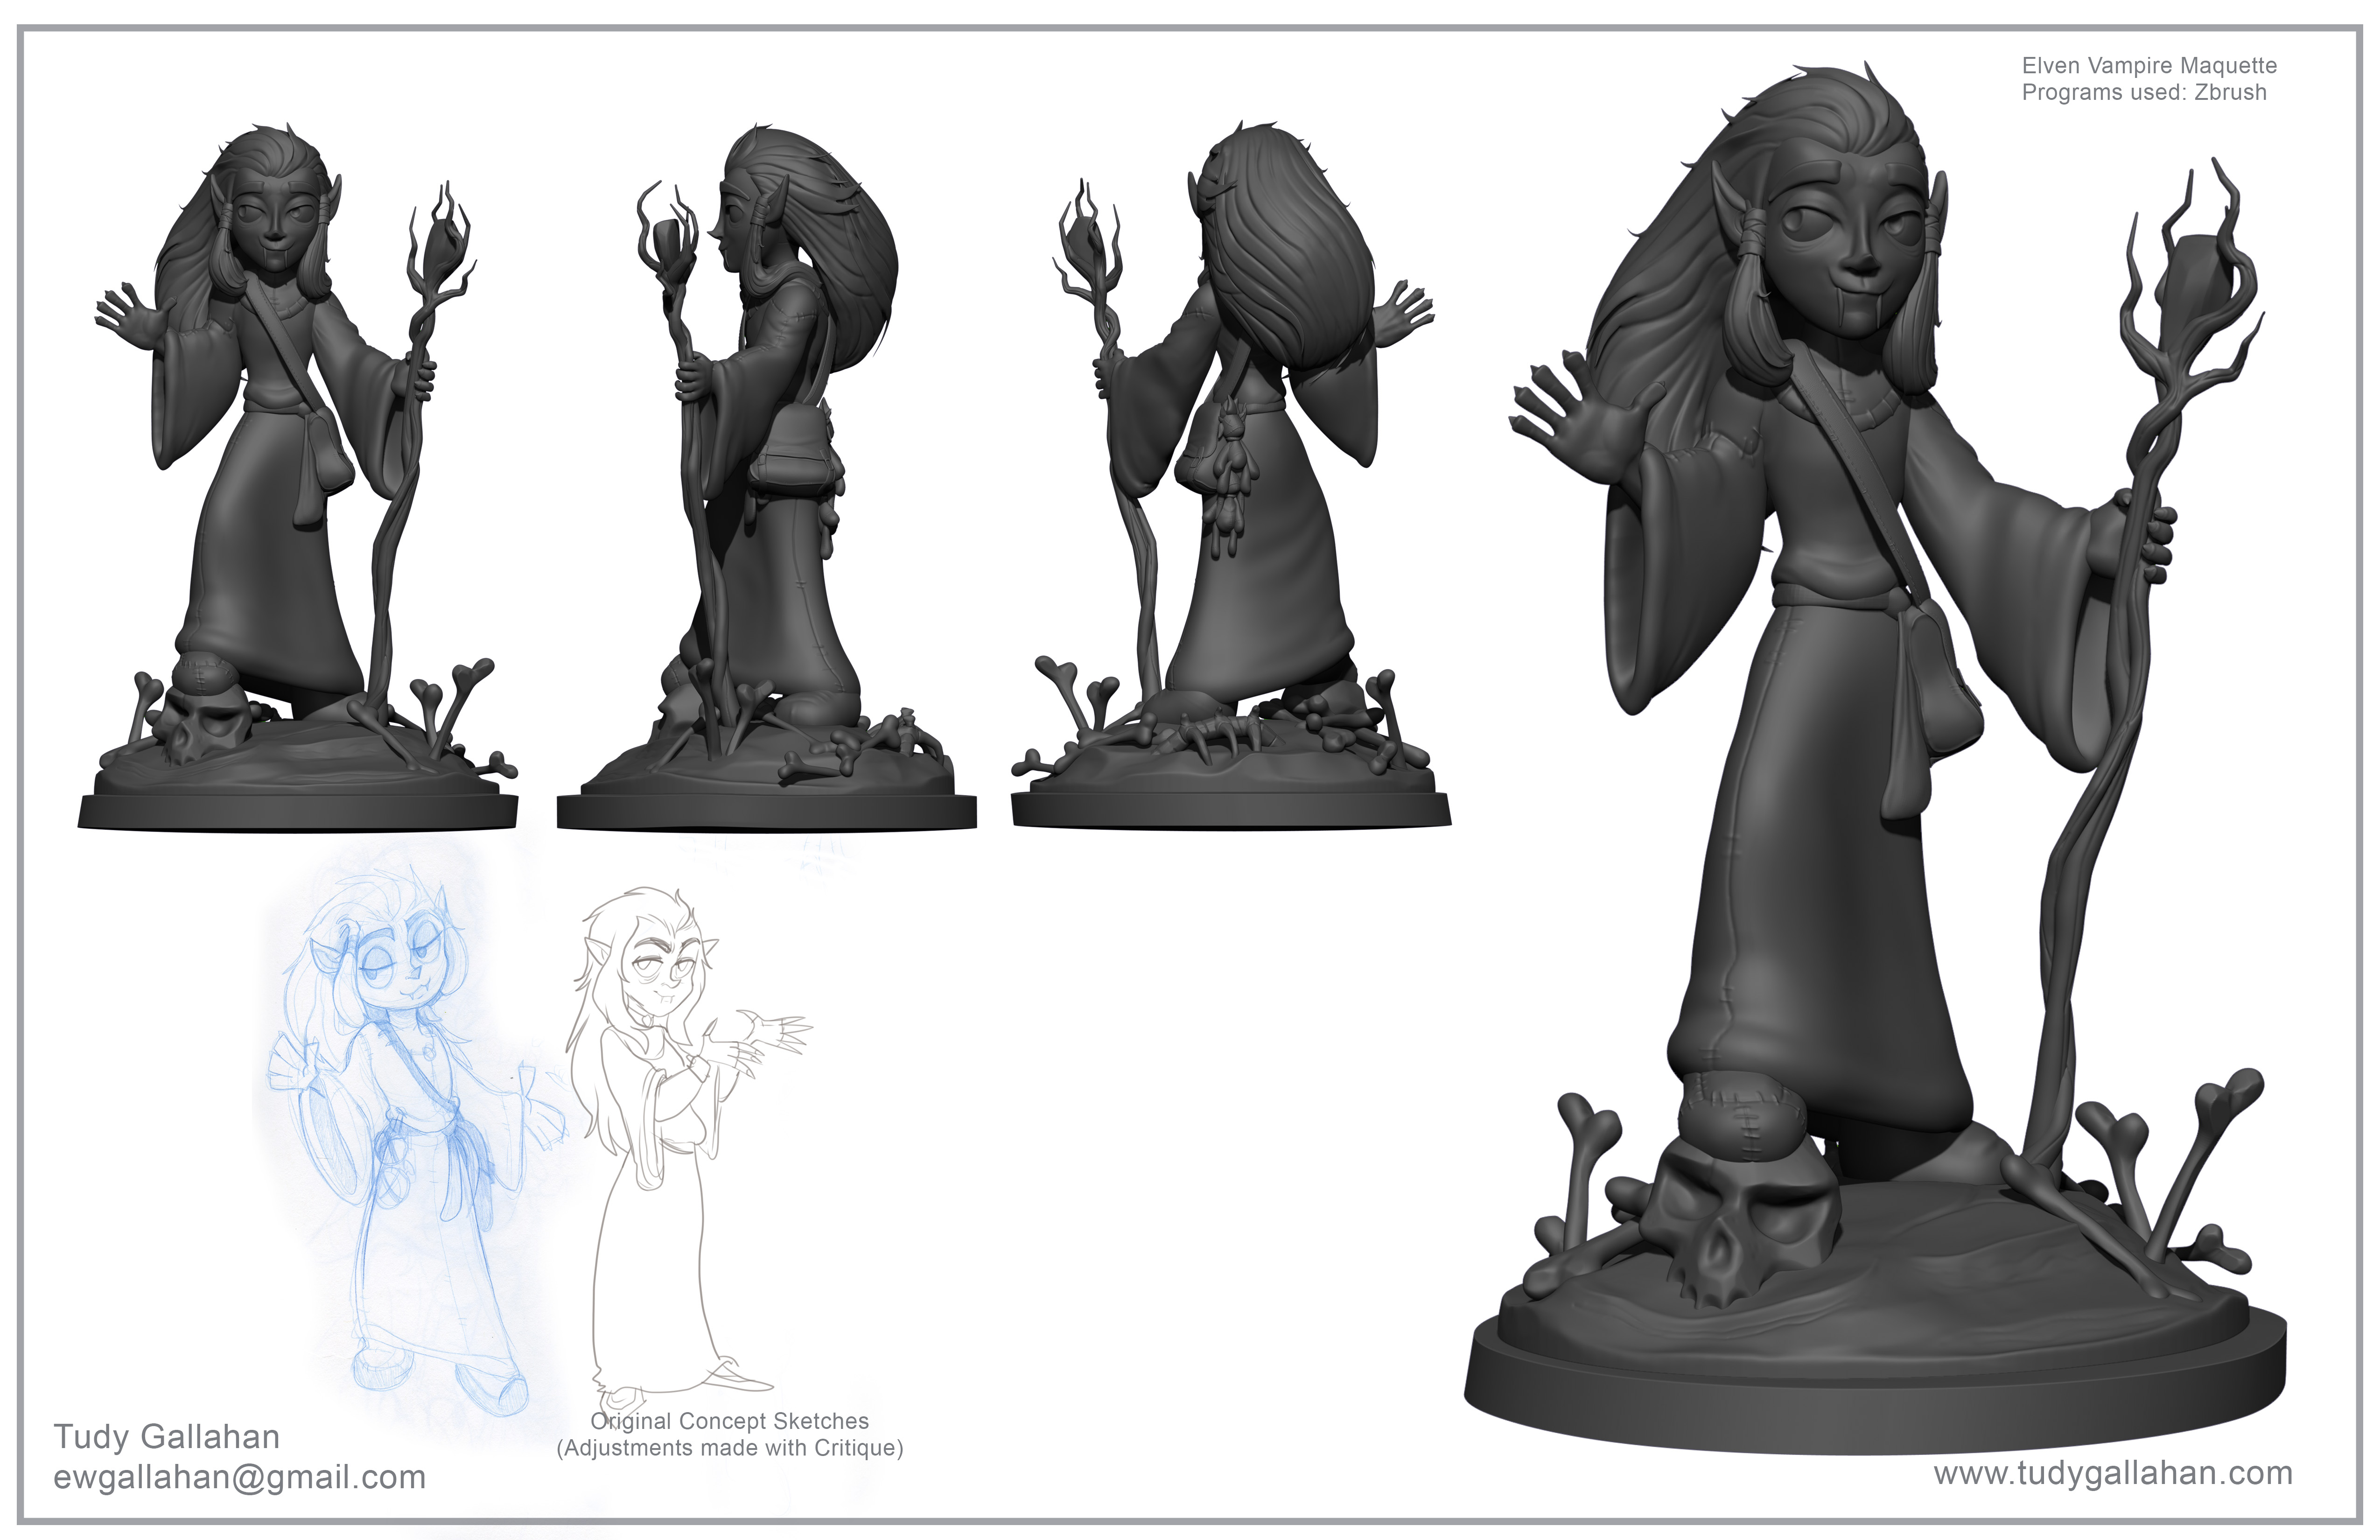 Elven Vampire Maquette
Programs used: Zbrush
Original Concept Sketches
(Adjustments made with Critique)
Tudy Gallahan
ewgallahan@gmail.com
www.tudygallahan.com